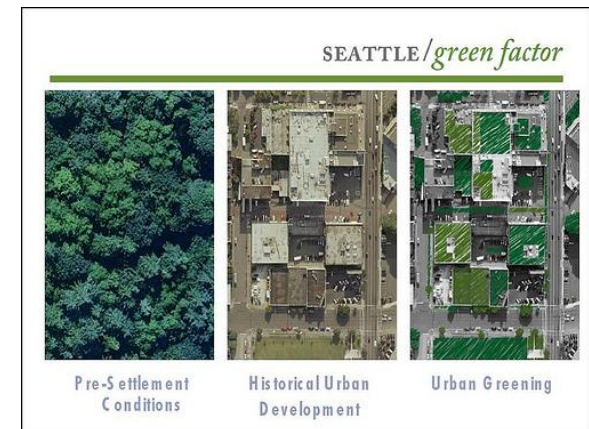 SEATTLE/green factor
Pre-Settlement
Conditions
Historical Urban
Development
Urban Greening